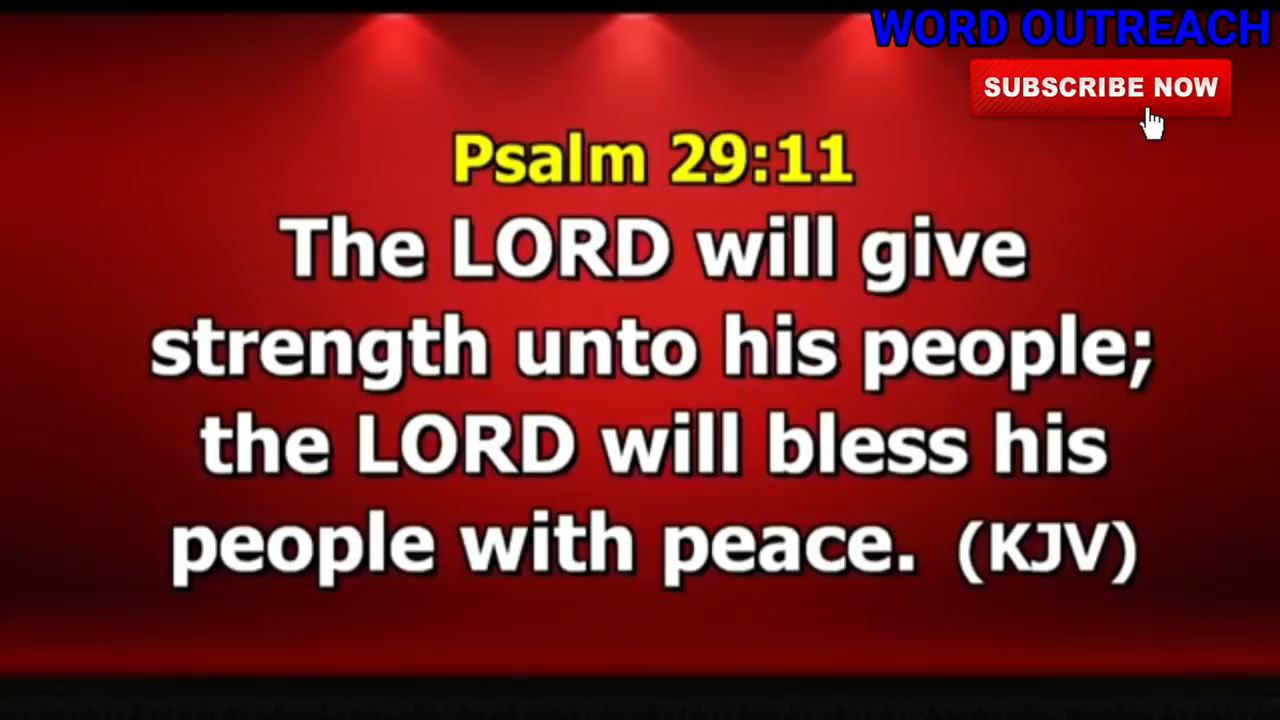 WORD OUTREACH
SUBSCRIBE NOW
Psalm 29:11
The LORD will give
strength unto his people;
the LORD will bless his
people with peace. (KJV)